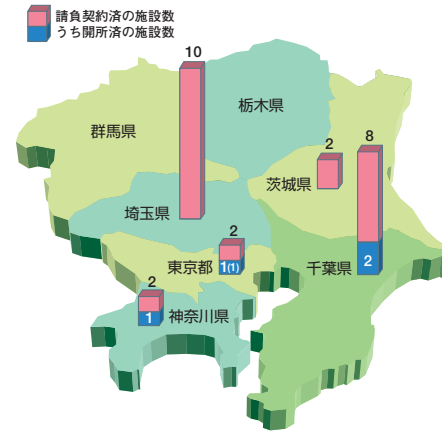 請負契約済の施設数
うち開所済の施設数
10
栃木県
群馬県
8
2
茨城県
埼玉県
2
東京都
1(1)
千葉県
2
2
1
神奈川県